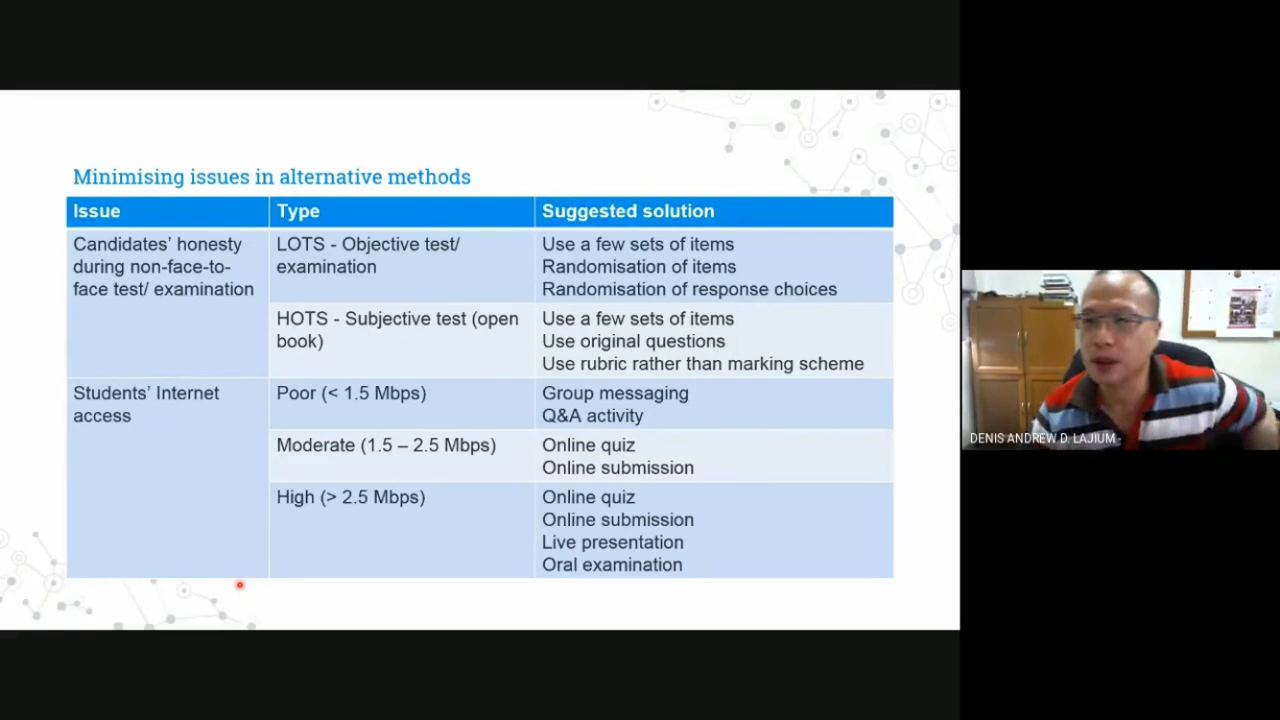 Minimising issues in alternative methods
Issue
Type
Suggested solution
Candidates' honesty
during non-face-to-
face test/ examination
LOTS - Objective test/
examination
Use a few sets of items
Randomisation of items
Randomisation of response choices
HOTS - Subjective test (open
book)
Use a few sets of items
Use original questions
Use rubric rather than marking scheme
Students' Internet
access
Poor (< 1.5 Mbps)
Group messaging
Q&A activity
Moderate (1.5 – 2.5 Mbps)
Online quiz
Online submission
High (> 2.5 Mbps)
Online quiz
Online submission
Live presentation
Oral examination
DENIS ANDREW D. LAJIUM